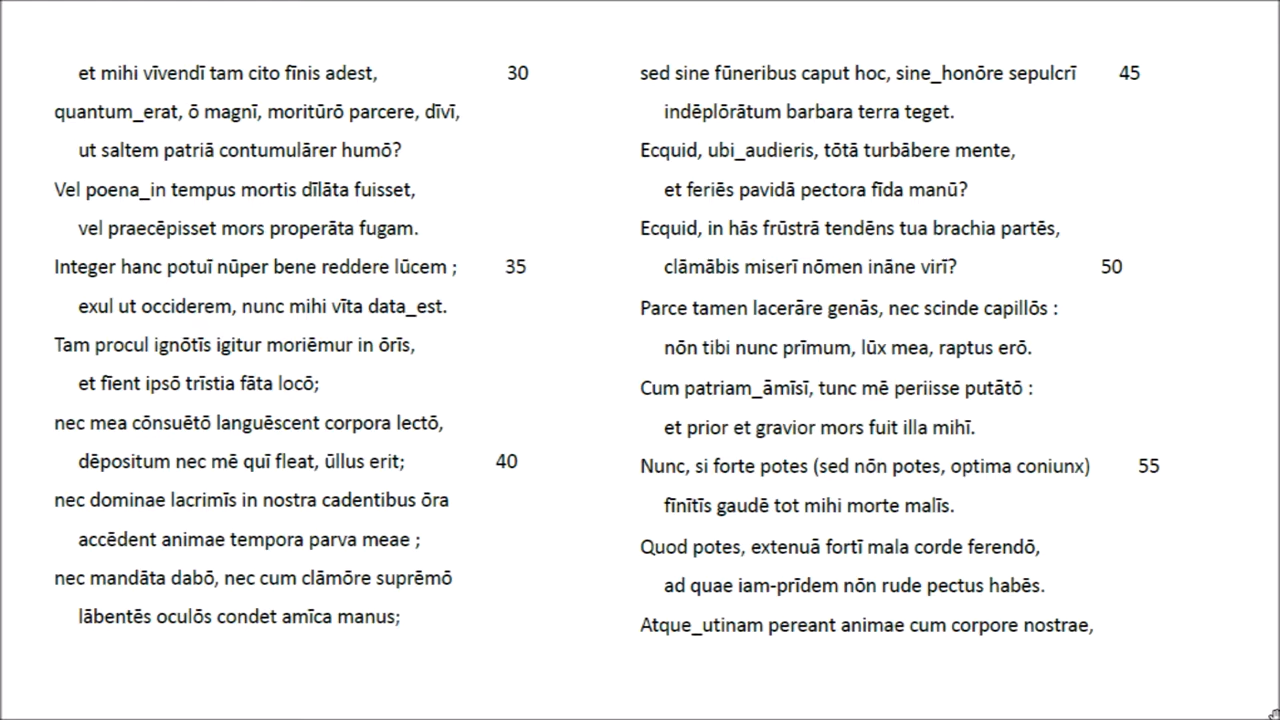 et mihi vīvendī tam cito fīnis adest, 30
quantum_erat, ō magnī, moritūrō parcere, dīvī,
ut saltem patriā contumulārer humō?
Vel poena_in tempus mortis dīlāta fuisset,
vel praecēpisset mors properāta fugam.
Integer hanc potuī nūper bene reddere lūcem ; 35
exul ut occiderem, nunc mihi vīta data_est.
Tam procul ignōtīs igitur moriēmur in ōrīs,
et fīent ipsō trīstia fāta locō;
nec mea cōnsuētō languēscent corpora lectō,
dēpositum nec mē quī fleat, ūllus erit; 40
nec dominae lacrimīs in nostra cadentibus ōra
accēdent animae tempora parva meae ;
nec mandāta dabō, nec cum clāmōre suprēmō
lābentēs oculōs condet amīca manus;
sed sine fūneribus caput hoc, sine_honōre sepulcrī 45
indēplōrātum barbara terra teget.
Ecquid, ubi_audieris, tōtā turbābere mente,
et feriēs pavidā pectora fīda manū?
Ecquid, in hās frūstrā tendēns tua brachia partēs,
clāmābis miserī nōmen ināne virī? 50
Parce tamen lacerāre genās, nec scinde capillōs :
nōn tibi nunc prīmum, lūx mea, raptus erō.
Cum patriam_āmīsī, tunc mē periisse putātō :
et prior et gravior mors fuit illa mihī.
Nunc, si forte potes (sed nōn potes, optima coniunx) 55
fīnītīs gaudē tot mihi morte malīs.
Quod potes, extenuā fortī mala corde ferendō,
ad quae iam-prīdem nōn rude pectus habēs.
Atque_utinam pereant animae cum corpore nostrae,